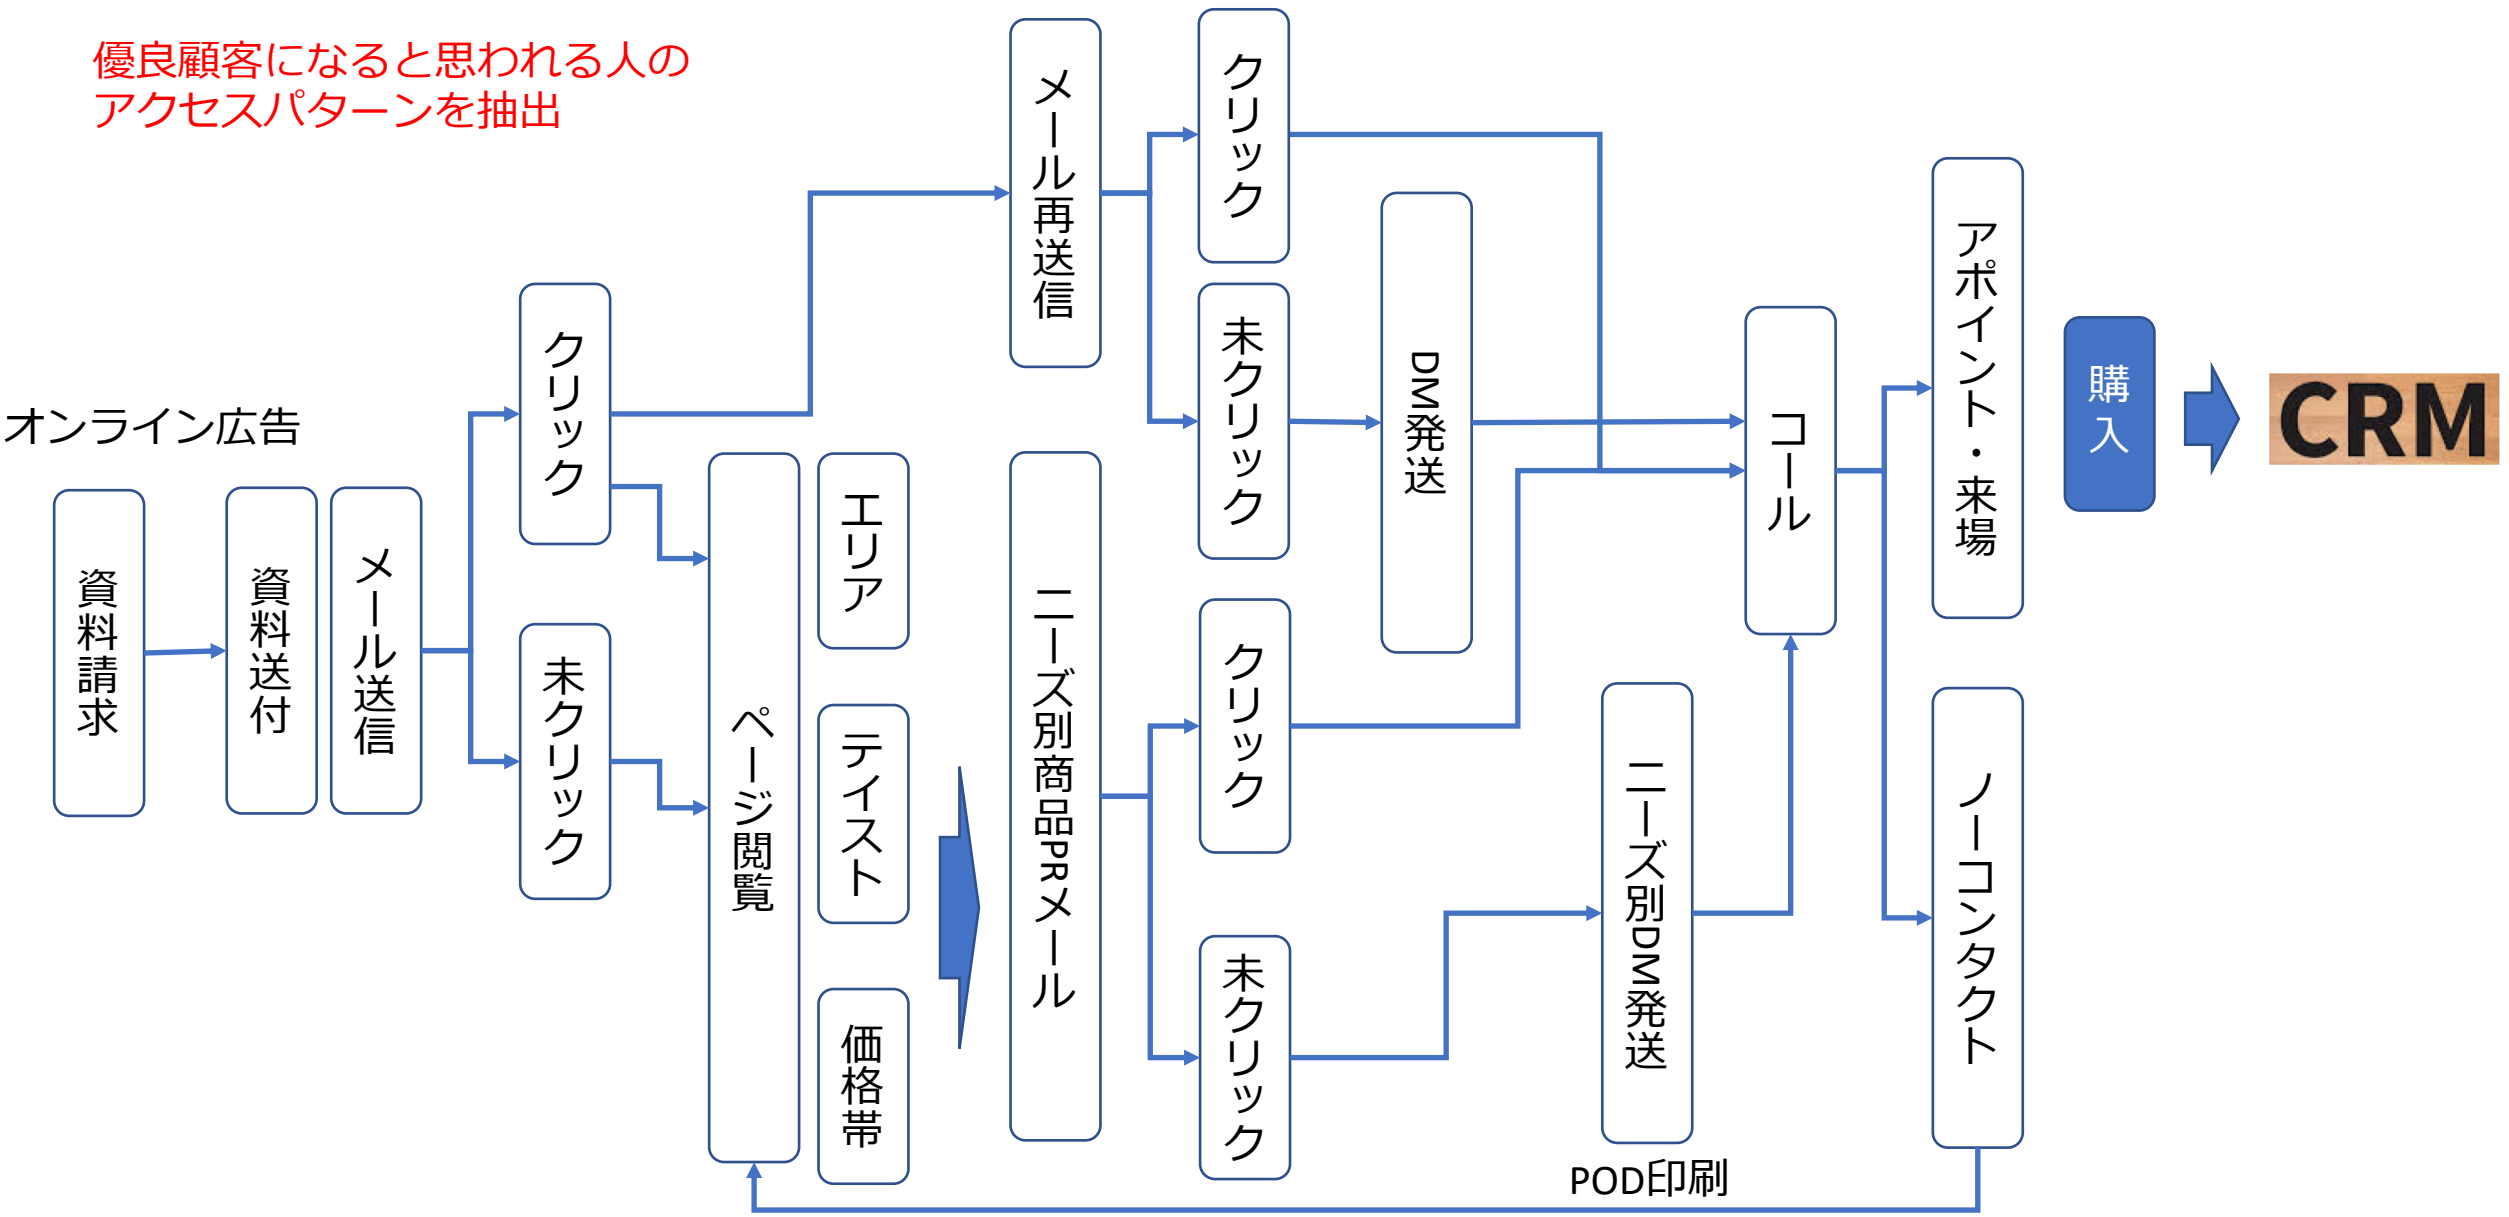 優良顧客になると思われる人の
アクセスパターンを抽出
オンライン広告
資料請求
資料送付
メール送信
クリック
未クリック
ページ閲覧
エリア
テイスト
価格帯
メール再送信
ニーズ別商品PRメール
クリック
未クリック
クリック
未クリック
DM発送
ニーズ別DM発送
POD印刷
コール
アポイント・来場
ノーコンタクト
購入
CRM